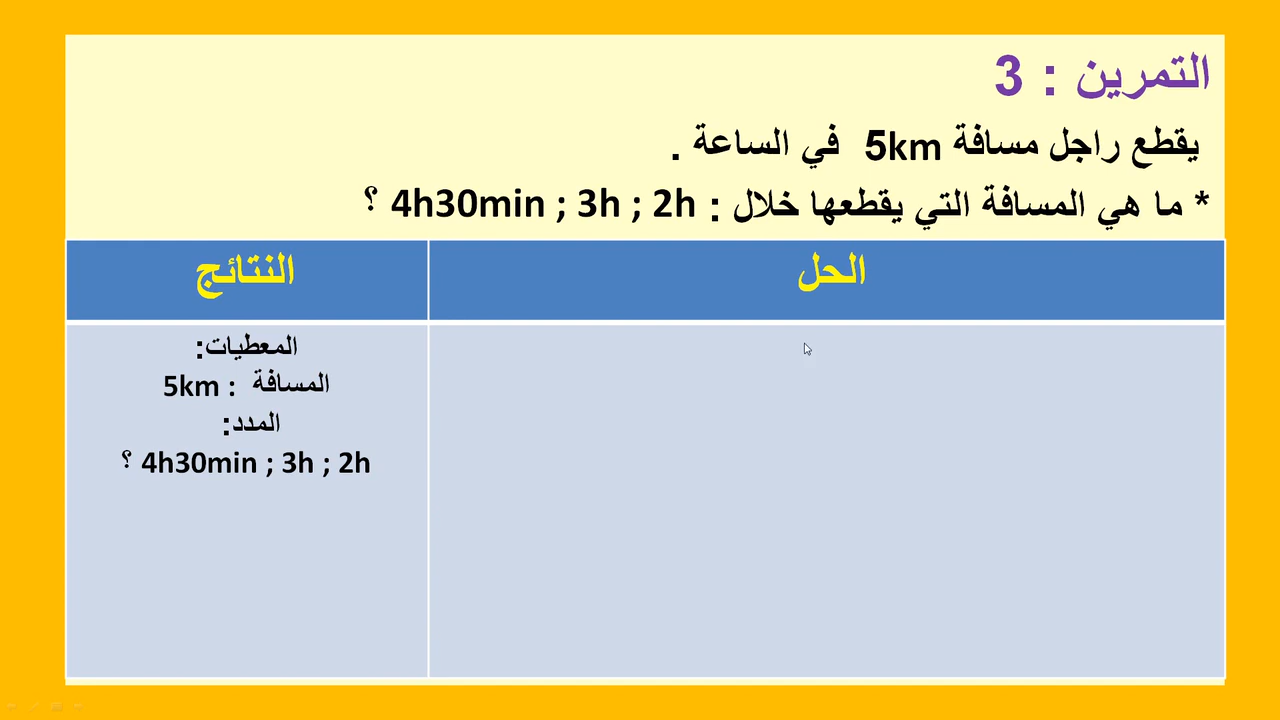 التمرين : 3
يقطع راجل مسافة 5km في الساعة .
* ما هي المسافة التي يقطعها خلال : 4h30min ; 3h ; 2h ؟
الحل
النتائج
المعطيات:
المسافة : 5km
المدد:
4h30min ; 3h ; 2h ؟